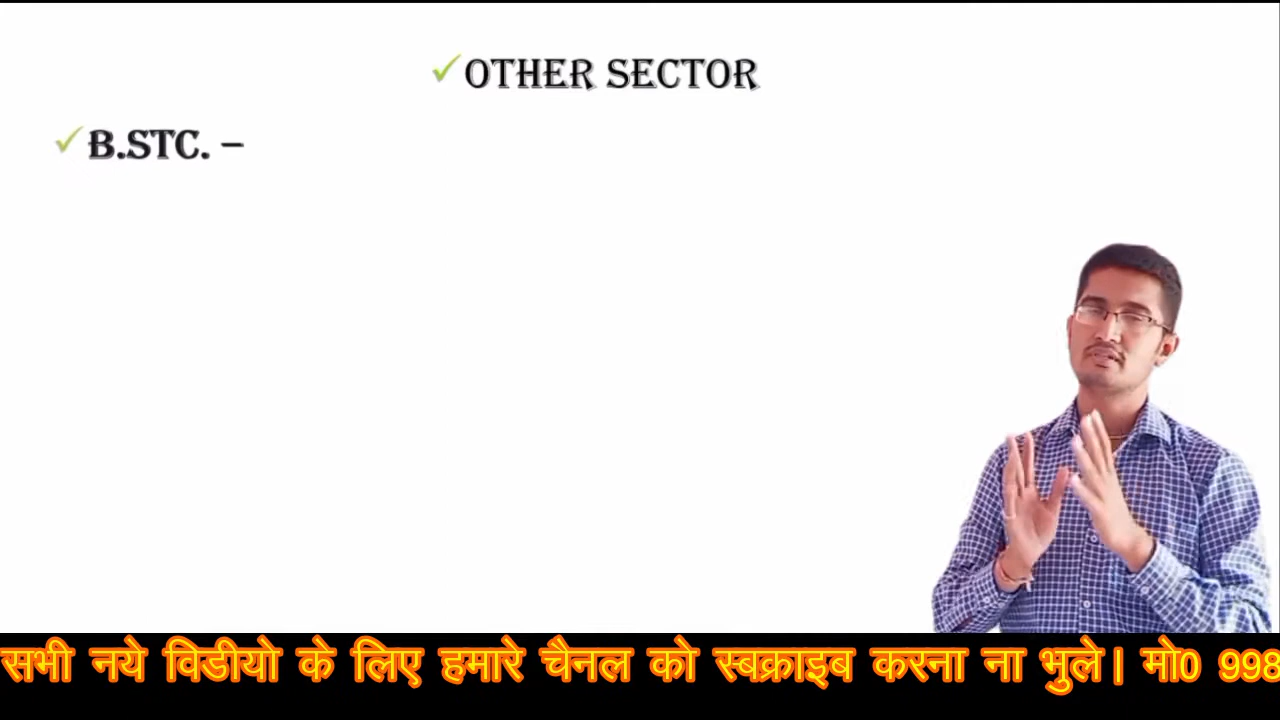 ✓OTHER SECTOR
✓B.STC. –
सभी नये विडीयो के लिए हमारे चैनल को स्बक्राइब करना ना भुले| मो0 998